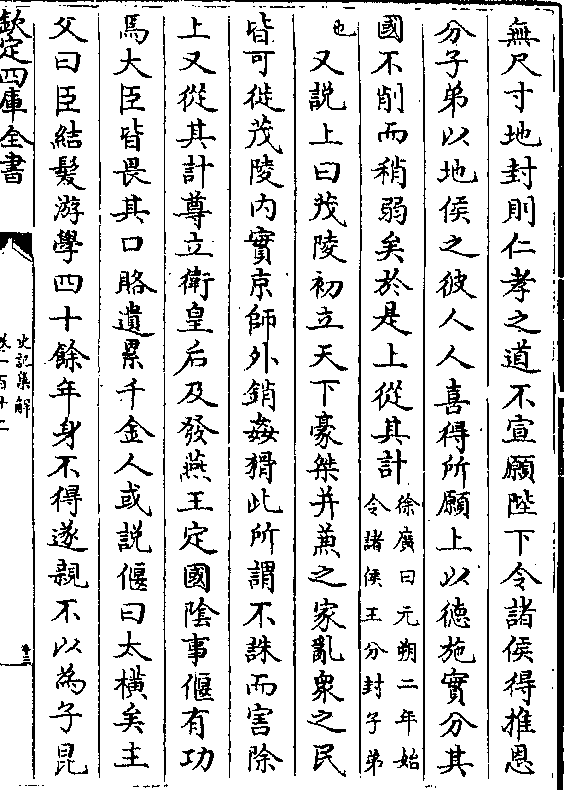 無尺寸地封則仁孝之道不宣願陛下令諸侯得推恩
分子弟以地侯之彼人人喜得所願上以德施實分其
國不削而稍弱矣於是上從其計徐廣曰元朔二年始令諸侯王分封子弟
也 又說上曰茂陵初立天下豪桀并蒹之家亂衆之民
皆可徙茂陵内實京師外銷姦猾此所謂不誅而害除
上又從其計尊立衛皇后及發燕王定國陰事偃有功
焉大臣皆畏其口賂遺累千金人或說偃曰太橫矣主
父曰臣結髮游學四十餘年身不得遂親不以為子昆
欽定四庫全書
史記集解
卷一百十二